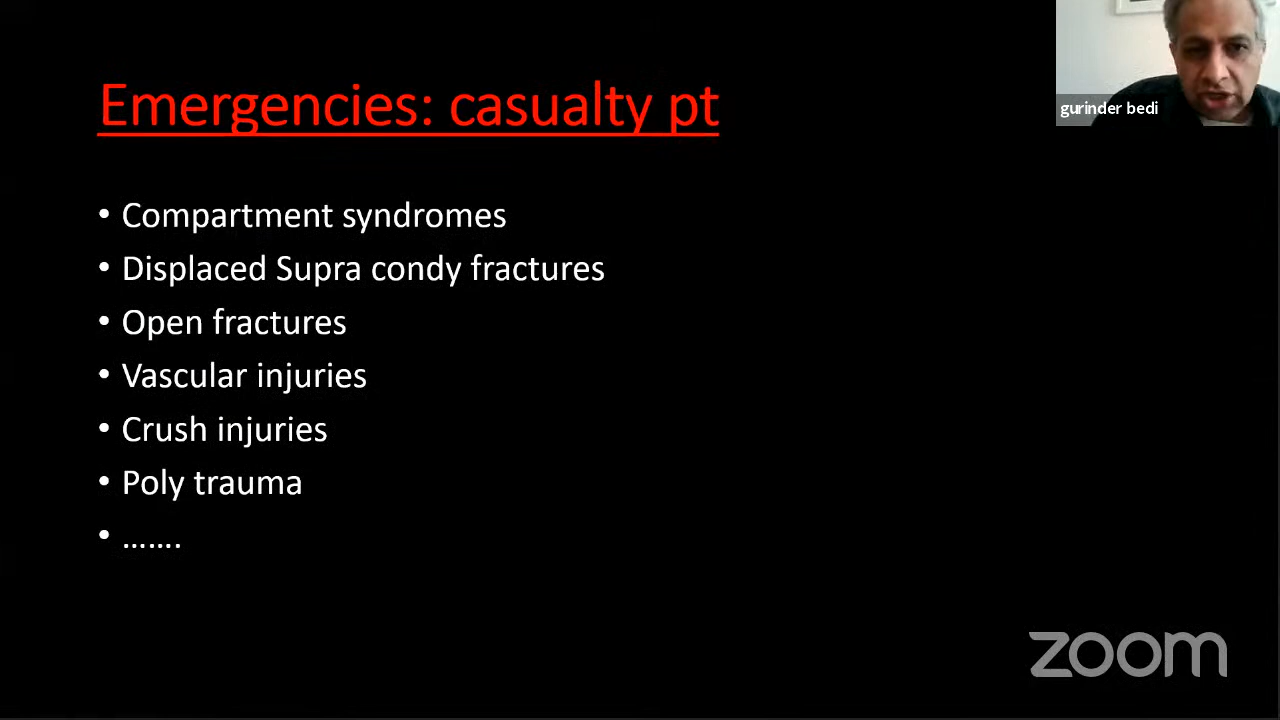 Emergencies: casualty pt
gurinder bedi
• Compartment syndromes
• Displaced Supra condy fractures
• Open fractures
• Vascular injuries
• Crush injuries
• Poly trauma
• …….
zoom